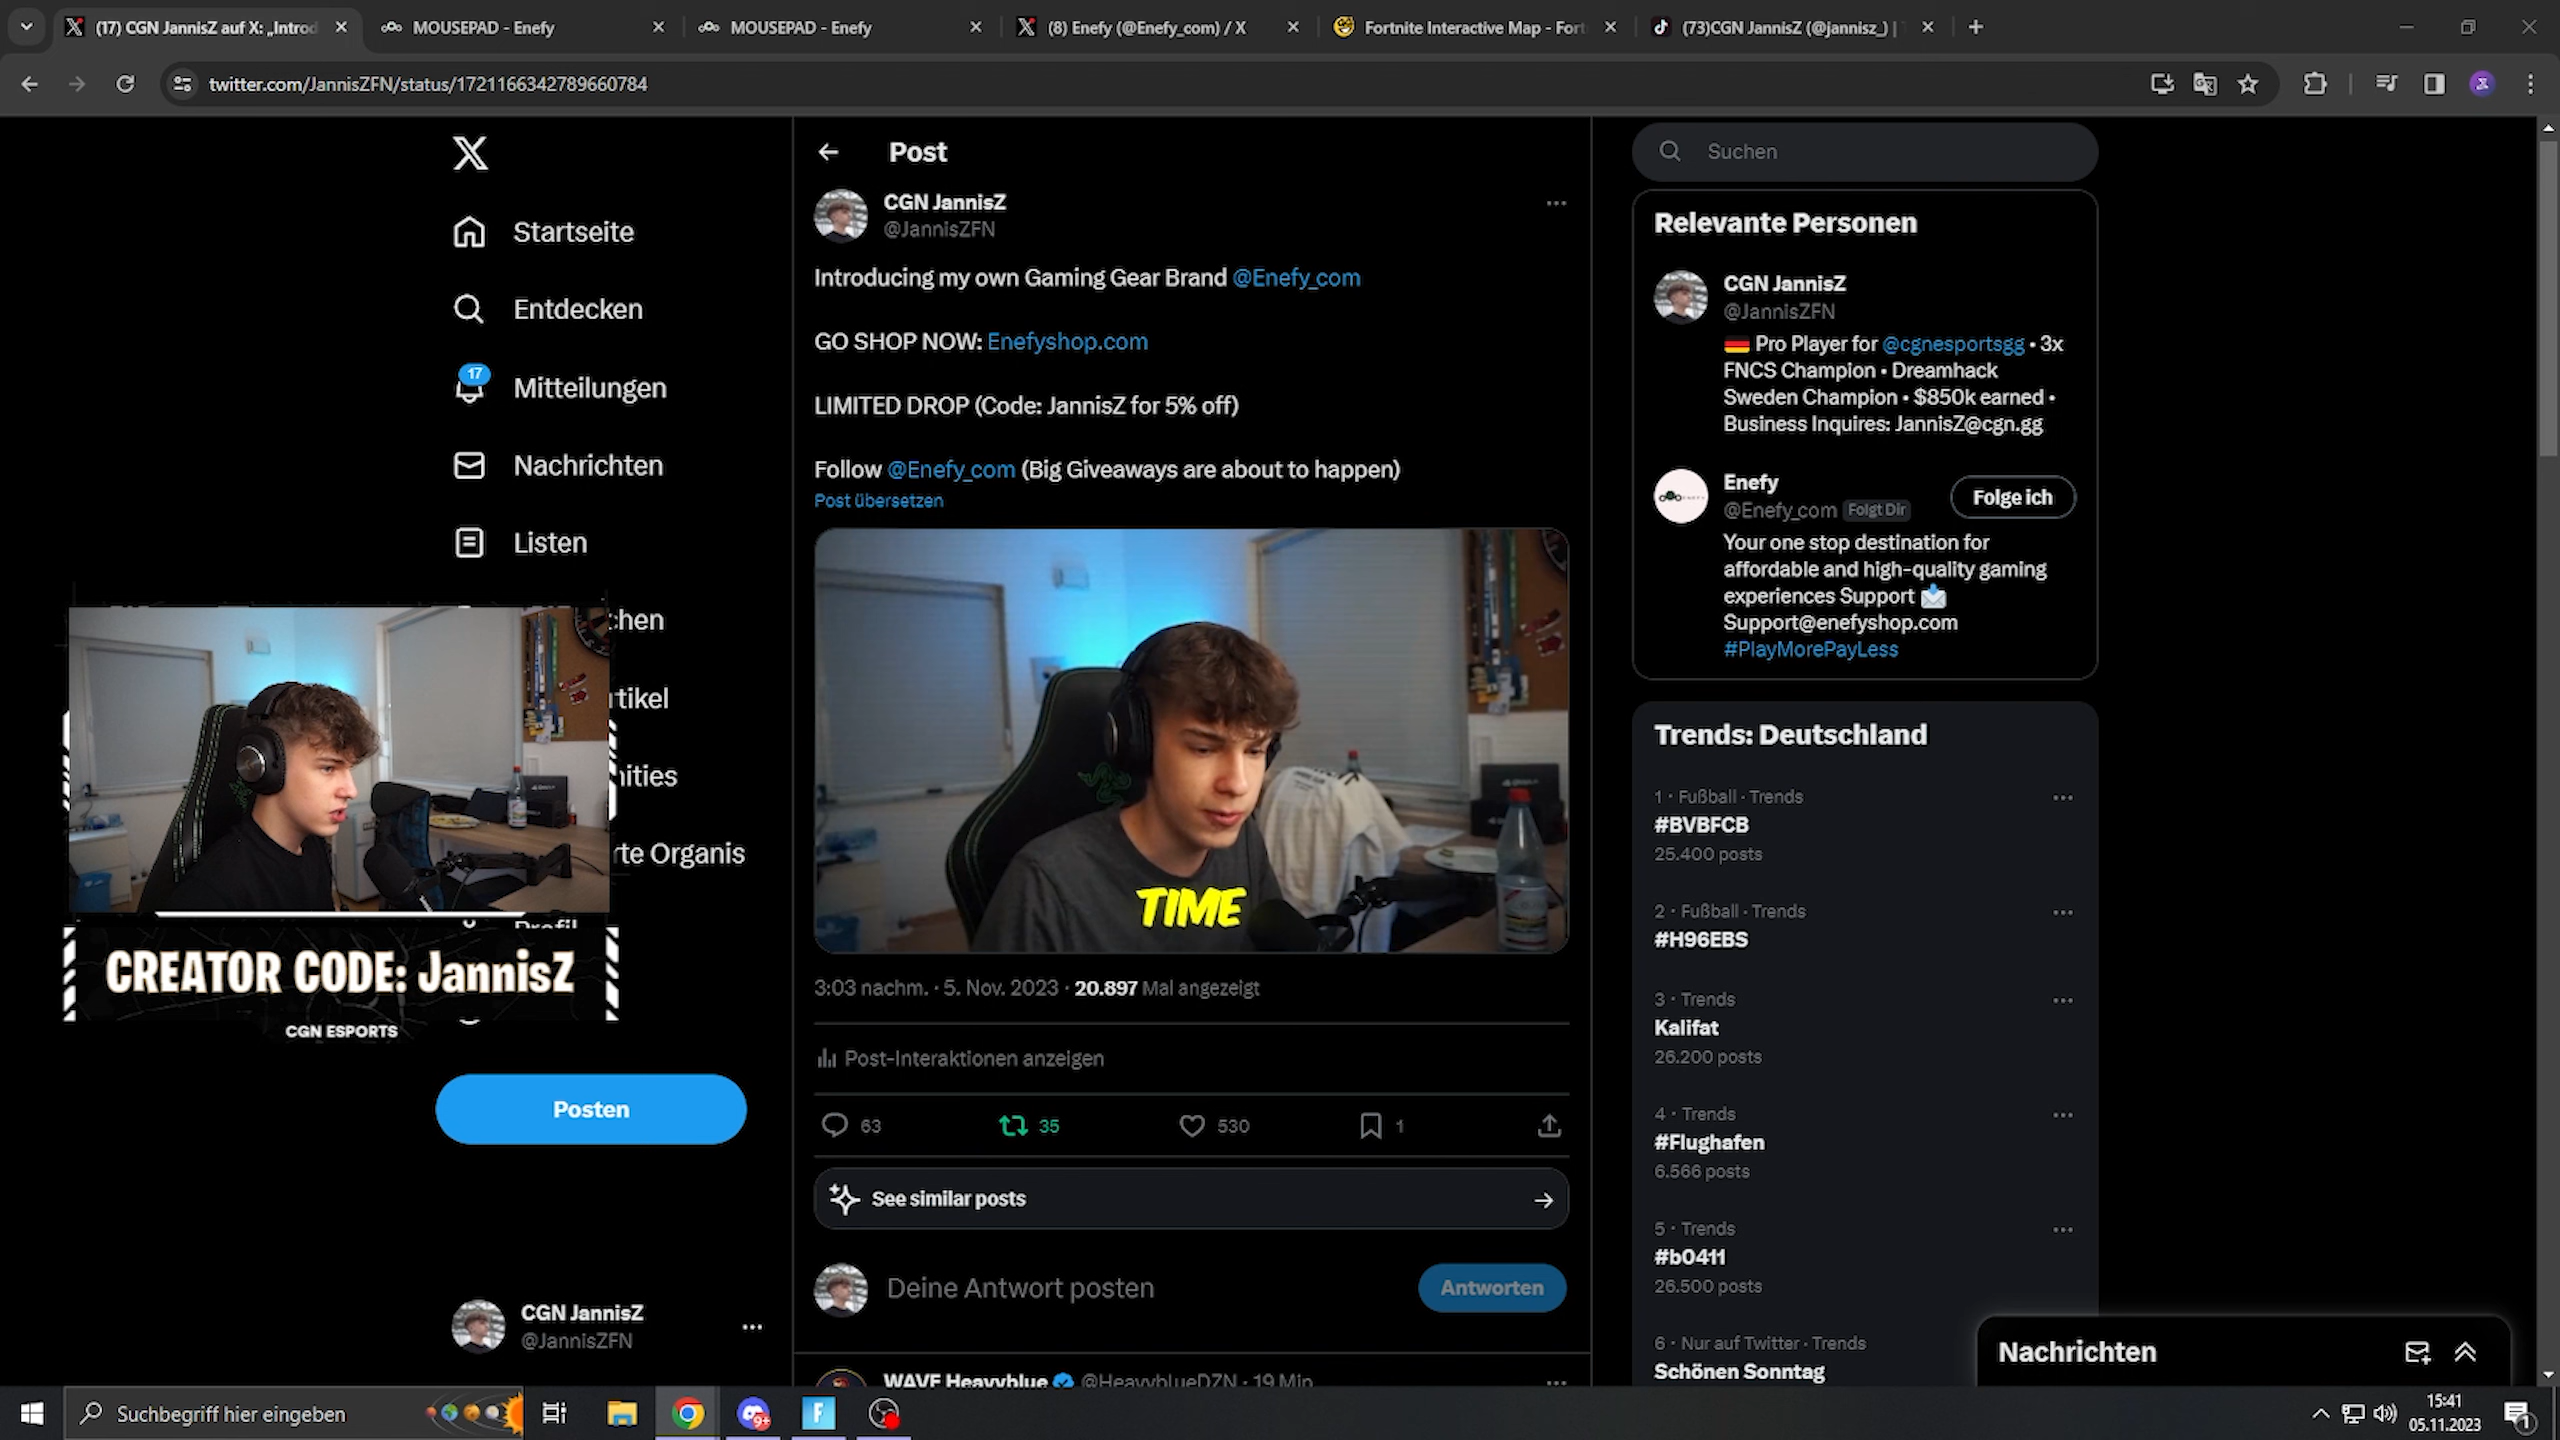 (17) CGN JannisZ auf X: „Introd
MOUSEPAD - Enefy
MOUSEPAD - Enefy
(8) Enefy (@Enefy_com) / X
Fortnite Interactive Map - Fort
(73)CGN JannisZ (@jannisz_) |
twitter.com/JannisZFN/status/1721166342789660784
Startseite
Entdecken
17
Mitteilungen
Nachrichten
Listen
chen
rtikel
nities
rte Organis
Profil
CREATOR CODE: JannisZ
CGN ESPORTS
Posten
CGN JannisZ
@JannisZFN
Post
CGN JannisZ
@JannisZFN
Introducing my own Gaming Gear Brand @Enefy_com
GO SHOP NOW: Enefyshop.com
LIMITED DROP (Code: JannisZ for 5% off)
Follow @Enefy_com (Big Giveaways are about to happen)
Post übersetzen
TIME
3:03 nachm. · 5. Nov. 2023 · 20.897 Mal angezeigt
Post-Interaktionen anzeigen
63
35
530
1
See similar posts
Deine Antwort posten
Antworten
WAVE Heavyblue @HeavyblueDZN · 19 Min
Suchen
Relevante Personen
CGN JannisZ
@JannisZFN
Pro Player for @cgnesportsgg • 3x
FNCS Champion • Dreamhack
Sweden Champion • $850k earned •
Business Inquires: JannisZ@cgn.gg
Enefy
@Enefy_com Folgt Dir
Folge ich
Your one stop destination for
affordable and high-quality gaming
experiences Support
Support@enefyshop.com
#PlayMorePayLess
Trends: Deutschland
1 · Fußball · Trends
#BVBFCB
25.400 posts
2 · Fußball · Trends
#H96EBS
3 · Trends
Kalifat
26.200 posts
4 · Trends
#Flughafen
6.566 posts
5 · Trends
#b0411
26.500 posts
6 · Nur auf Twitter · Trends
Schönen Sonntag
Nachrichten
Suchbegriff hier eingeben
9+
15:41
05.11.2023
1